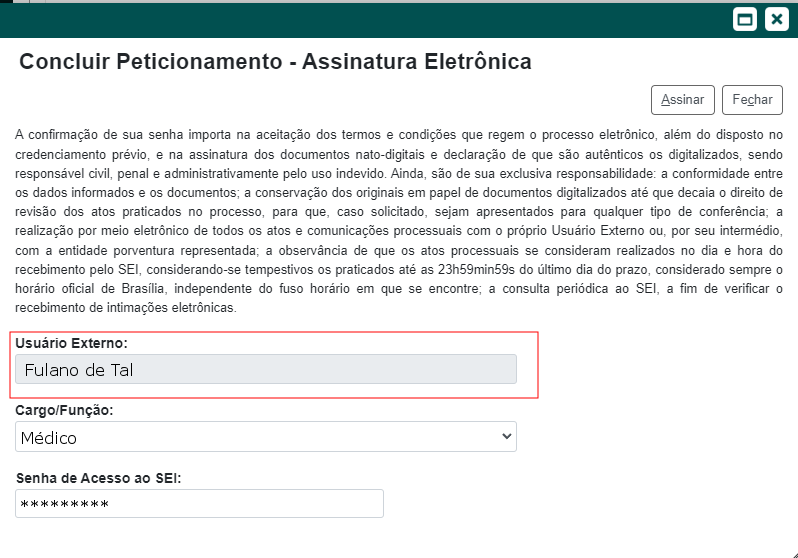 Concluir Peticionamento - Assinatura Eletrônica
Assinar Fechar
A confirmação de sua senha importa na aceitação dos termos e condições que regem o processo eletrônico, além do disposto no
credenciamento prévio, e na assinatura dos documentos nato-digitais e declaração de que são autênticos os digitalizados, sendo
responsável civil, penal e administrativamente pelo uso indevido. Ainda, são de sua exclusiva responsabilidade: a conformidade entre
os dados informados e os documentos; a conservação dos originais em papel de documentos digitalizados até que decaia o direito de
revisão dos atos praticados no processo, para que, caso solicitado, sejam apresentados para qualquer tipo de conferência; a
realização por meio eletrônico de todos os atos e comunicações processuais com o próprio Usuário Externo ou, por seu intermédio,
com a entidade porventura representada; a observância de que os atos processuais se consideram realizados no dia e hora do
recebimento pelo SEI, considerando-se tempestivos os praticados até as 23h59min59s do último dia do prazo, considerado sempre o
horário oficial de Brasília, independente do fuso horário em que se encontre; a consulta periódica ao SEI, a fim de verificar o
recebimento de intimações eletrônicas.
Usuário Externo:
Fulano de Tal
Cargo/Função:
Médico
Senha de Acesso ao SEI:
*********